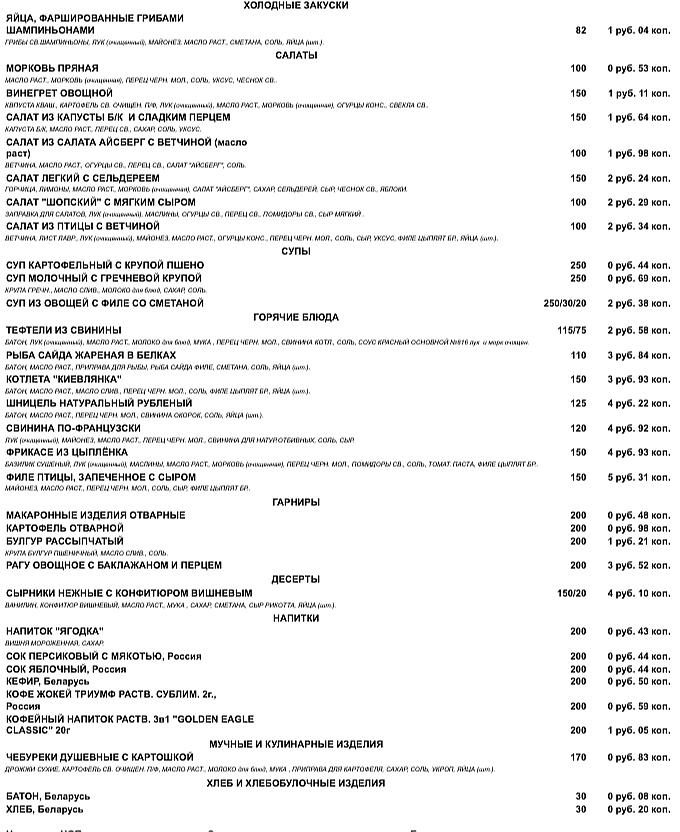 ХОЛОДНЫЕ ЗАКУСКИ
ЯЙЦА, ФАРШИРОВАННЫЕ ГРИБАМИ
ШАМПИНЬОНАМИ 82 1 руб. 04 коп.
ГРИБЫ СВ.ШАМПИНЬОНЫ, ЛУК (очищенный), МАЙОНЕЗ, МАСЛО РАСТ., СМЕТАНА, СОЛЬ, ЯЙЦА (шт.).
САЛАТЫ
МОРКОВЬ ПРЯНАЯ 100 0 руб. 53 коп.
МАСЛО РАСТ., МОРКОВЬ (очищенная), ПЕРЕЦ ЧЕРН. МОЛ., СОЛЬ, УКСУС, ЧЕСНОК СВ..
ВИНЕГРЕТ ОВОЩНОЙ 150 1 руб. 11 коп.
КВПУСТА КВАШ., КАРТОФЕЛЬ СВ. ОЧИЩЕН. П/Ф, ЛУК (очищенный), МАСЛО РАСТ., МОРКОВЬ (очищенная), ОГУРЦЫ КОНС., СВЕКЛА СВ..
САЛАТ ИЗ КАПУСТЫ Б/К И СЛАДКИМ ПЕРЦЕМ 150 1 руб. 64 коп.
КАПУСТА Б/К, МАСЛО РАСТ., ПЕРЕЦ СВ., САХАР, СОЛЬ, УКСУС.
САЛАТ ИЗ САЛАТА АЙСБЕРГ С ВЕТЧИНОЙ (масло
раст) 100 1 руб. 98 коп.
ВЕТЧИНА, МАСЛО РАСТ., ОГУРЦЫ СВ., ПЕРЕЦ СВ., САЛАТ "АЙСБЕРГ", СОЛЬ.
САЛАТ ЛЕГКИЙ С СЕЛЬДЕРЕЕМ 150 2 руб. 24 коп.
ГОРЧИЦА, ЛИМОНЫ, МАСЛО РАСТ., МОРКОВЬ (очищенная), САЛАТ "АЙСБЕРГ", САХАР, СЕЛЬДЕРЕЙ, СЫР, ЧЕСНОК СВ., ЯБЛОКИ.
САЛАТ "ШОПСКИЙ" С МЯГКИМ СЫРОМ 100 2 руб. 29 коп.
ЗАПРАВКА ДЛЯ САЛАТОВ, ЛУК (очищенный), МАСЛИНЫ, ОГУРЦЫ СВ., ПЕРЕЦ СВ., ПОМИДОРЫ СВ., СЫР МЯГКИЙ .
САЛАТ ИЗ ПТИЦЫ С ВЕТЧИНОЙ 100 2 руб. 34 коп.
ВЕТЧИНА, ЛИСТ ЛАВР., ЛУК (очищенный), МАЙОНЕЗ, МАСЛО РАСТ., ОГУРЦЫ КОНС., ПЕРЕЦ ЧЕРН. МОЛ., СОЛЬ, СЫР, УКСУС, ФИЛЕ ЦЫПЛЯТ БР., ЯЙЦА (шт.).
СУПЫ
СУП КАРТОФЕЛЬНЫЙ С КРУПОЙ ПШЕНО 250 0 руб. 44 коп.
СУП МОЛОЧНЫЙ С ГРЕЧНЕВОЙ КРУПОЙ 250 0 руб. 69 коп.
КРУПА ГРЕЧН., МАСЛО СЛИВ., МОЛОКО для блюд, САХАР, СОЛЬ.
СУП ИЗ ОВОЩЕЙ С ФИЛЕ СО СМЕТАНОЙ 250/30/20 2 руб. 38 коп.
ГОРЯЧИЕ БЛЮДА
ТЕФТЕЛИ ИЗ СВИНИНЫ 115/75 2 руб. 58 коп.
БАТОН, ЛУК (очищенный), МАСЛО РАСТ., МОЛОКО для блюд, МУКА , ПЕРЕЦ ЧЕРН. МОЛ., СВИНИНА КОТЛ., СОЛЬ, СОУС КРАСНЫЙ ОСНОВНОЙ №816 лук и морк очищен.
РЫБА САЙДА ЖАРЕНАЯ В БЕЛКАХ 110 3 руб. 84 коп.
БАТОН, МАСЛО РАСТ., ПРИПРАВА ДЛЯ РЫБЫ, РЫБА САЙДА ФИЛЕ, СМЕТАНА, СОЛЬ, ЯЙЦА (шт.).
КОТЛЕТА "КИЕВЛЯНКА" 150 3 руб. 93 коп.
БАТОН, МАСЛО РАСТ., МАСЛО СЛИВ., ПЕРЕЦ ЧЕРН. МОЛ., СОЛЬ, ФИЛЕ ЦЫПЛЯТ БР., ЯЙЦА (шт.).
ШНИЦЕЛЬ НАТУРАЛЬНЫЙ РУБЛЕНЫЙ 125 4 руб. 22 коп.
БАТОН, МАСЛО РАСТ., ПЕРЕЦ ЧЕРН. МОЛ., СВИНИНА ОКОРОК, СОЛЬ, ЯЙЦА (шт.).
СВИНИНА ПО-ФРАНЦУЗСКИ 120 4 руб. 92 коп.
ЛУК (очищенный), МАЙОНЕЗ, МАСЛО РАСТ., ПЕРЕЦ ЧЕРН. МОЛ., СВИНИНА ДЛЯ НАТУР.ОТБИВНЫХ, СОЛЬ, СЫР.
ФРИКАСЕ ИЗ ЦЫПЛЁНКА 150 4 руб. 93 коп.
БАЗИЛИК СУШЕНЫЙ, ЛУК (очищенный), МАСЛИНЫ, МАСЛО РАСТ., МОРКОВЬ (очищенная), ПЕРЕЦ ЧЕРН. МОЛ., ПОМИДОРЫ СВ., СОЛЬ, ТОМАТ. ПАСТА, ФИЛЕ ЦЫПЛЯТ БР..
ФИЛЕ ПТИЦЫ, ЗАПЕЧЕННОЕ С СЫРОМ 150 5 руб. 31 коп.
МАЙОНЕЗ, МАСЛО РАСТ., ПЕРЕЦ ЧЕРН. МОЛ., СОЛЬ, СЫР, ФИЛЕ ЦЫПЛЯТ БР..
ГАРНИРЫ
МАКАРОННЫЕ ИЗДЕЛИЯ ОТВАРНЫЕ 200 0 руб. 48 коп.
КАРТОФЕЛЬ ОТВАРНОЙ 200 0 руб. 98 коп.
БУЛГУР РАССЫПЧАТЫЙ 200 1 руб. 21 коп.
КРУПА БУЛГУР ПШЕНИЧНЫЙ, МАСЛО СЛИВ., СОЛЬ.
РАГУ ОВОЩНОЕ С БАКЛАЖАНОМ И ПЕРЦЕМ 200 3 руб. 52 коп.
ДЕСЕРТЫ
СЫРНИКИ НЕЖНЫЕ С КОНФИТЮРОМ ВИШНЕВЫМ 150/20 4 руб. 10 коп.
ВАНИЛИН, КОНФИТЮР ВИШНЕВЫЙ, МАСЛО РАСТ., МУКА , САХАР, СМЕТАНА, СЫР РИКОТТА, ЯЙЦА (шт.).
НАПИТКИ
НАПИТОК "ЯГОДКА" 200 0 руб. 43 коп.
ВИШНЯ МОРОЖЕННАЯ, САХАР.
СОК ПЕРСИКОВЫЙ С МЯКОТЬЮ, Россия 200 0 руб. 44 коп.
СОК ЯБЛОЧНЫЙ, Россия 200 0 руб. 44 коп.
КЕФИР, Беларусь 200 0 руб. 50 коп.
КОФЕ ЖОКЕЙ ТРИУМФ РАСТВ. СУБЛИМ. 2г.,
Россия 200 0 руб. 59 коп.
КОФЕЙНЫЙ НАПИТОК РАСТВ. 3в1 "GOLDEN EAGLE
CLASSIC" 20г 200 1 руб. 05 коп.
МУЧНЫЕ И КУЛИНАРНЫЕ ИЗДЕЛИЯ
ЧЕБУРЕКИ ДУШЕВНЫЕ С КАРТОШКОЙ 170 0 руб. 83 коп.
ДРОЖЖИ СУХИЕ, КАРТОФЕЛЬ СВ. ОЧИЩЕН. П/Ф, МАСЛО РАСТ., МОЛОКО для блюд, МУКА , ПРИПРАВА ДЛЯ КАРТОФЕЛЯ, САХАР, СОЛЬ, УКРОП, ЯЙЦА (шт.).
ХЛЕБ И ХЛЕБОБУЛОЧНЫЕ ИЗДЕЛИЯ
БАТОН, Беларусь 30 0 руб. 08 коп.
ХЛЕБ, Беларусь 30 0 руб. 20 коп.